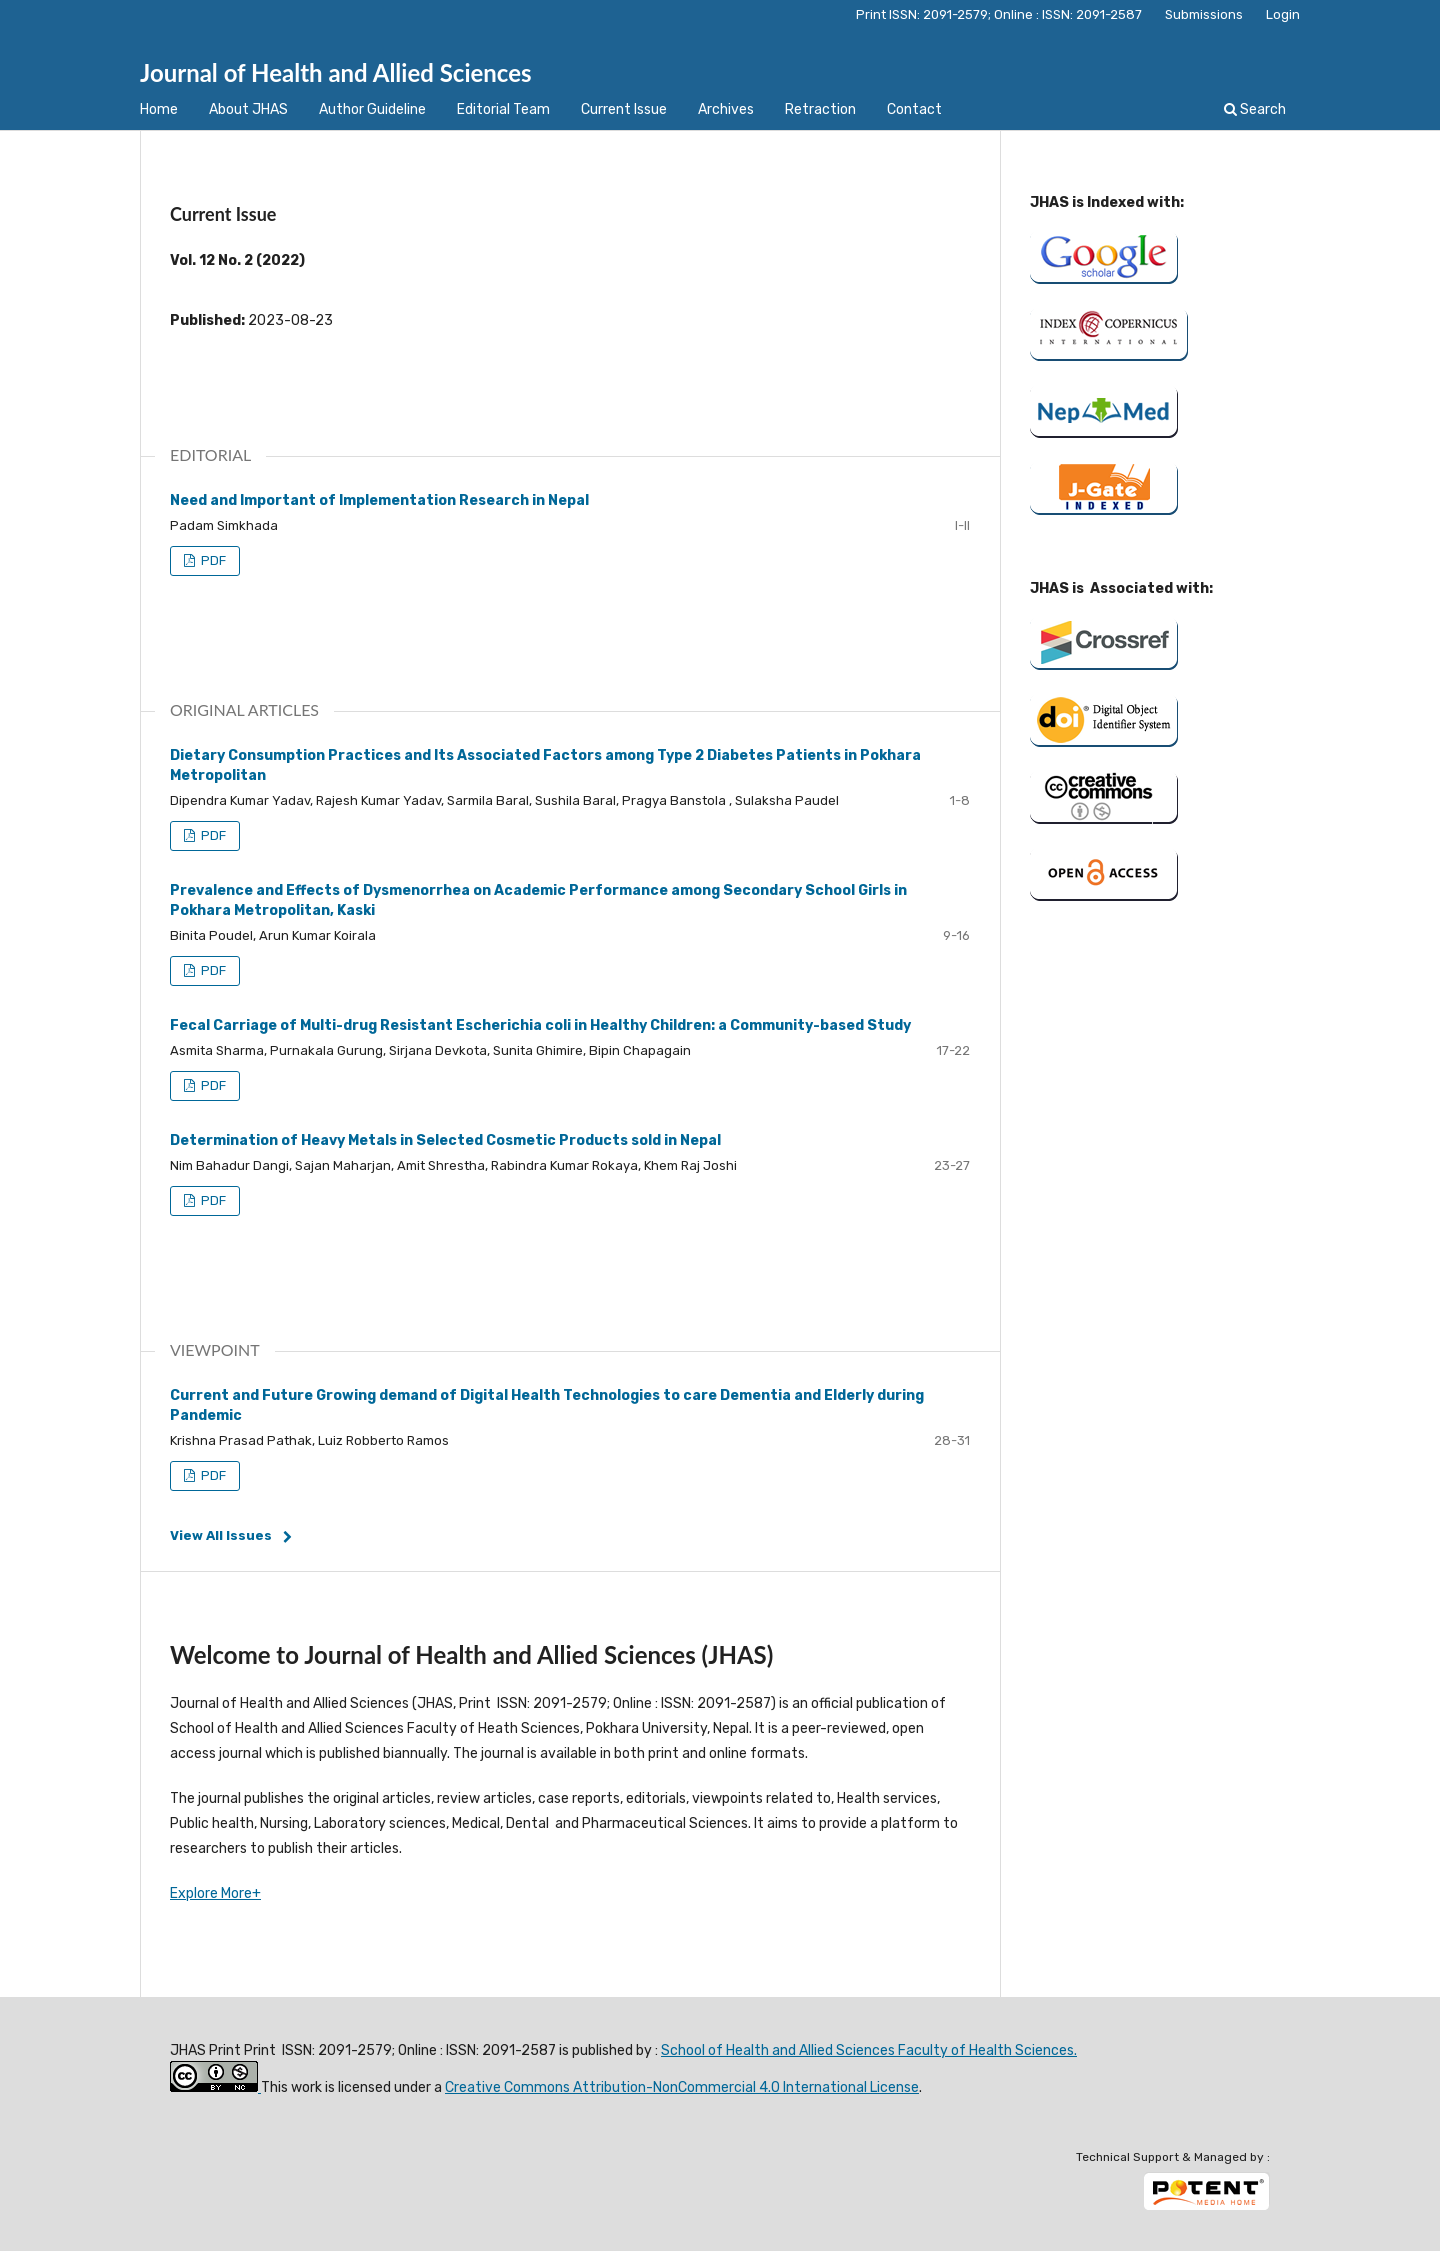 Print ISSN: 2091-2579; Online : ISSN: 2091-2587 Submissions Login
Journal of Health and Allied Sciences
Home About JHAS Author Guideline Editorial Team Current Issue Archives Retraction Contact Search
Current Issue
Vol. 12 No. 2 (2022)
Published: 2023-08-23
EDITORIAL
Need and Important of Implementation Research in Nepal
Padam Simkhada I-II
PDF
ORIGINAL ARTICLES
Dietary Consumption Practices and Its Associated Factors among Type 2 Diabetes Patients in Pokhara
Metropolitan
Dipendra Kumar Yadav, Rajesh Kumar Yadav, Sarmila Baral, Sushila Baral, Pragya Banstola , Sulaksha Paudel 1-8
PDF
Prevalence and Effects of Dysmenorrhea on Academic Performance among Secondary School Girls in
Pokhara Metropolitan, Kaski
Binita Poudel, Arun Kumar Koirala 9-16
PDF
Fecal Carriage of Multi-drug Resistant Escherichia coli in Healthy Children: a Community-based Study
Asmita Sharma, Purnakala Gurung, Sirjana Devkota, Sunita Ghimire, Bipin Chapagain 17-22
PDF
Determination of Heavy Metals in Selected Cosmetic Products sold in Nepal
Nim Bahadur Dangi, Sajan Maharjan, Amit Shrestha, Rabindra Kumar Rokaya, Khem Raj Joshi 23-27
PDF
VIEWPOINT
Current and Future Growing demand of Digital Health Technologies to care Dementia and Elderly during
Pandemic
Krishna Prasad Pathak, Luiz Robberto Ramos 28-31
PDF
View All Issues
Welcome to Journal of Health and Allied Sciences (JHAS)
Journal of Health and Allied Sciences (JHAS, Print  ISSN: 2091-2579; Online : ISSN: 2091-2587) is an official publication of
School of Health and Allied Sciences Faculty of Heath Sciences, Pokhara University, Nepal. It is a peer-reviewed, open
access journal which is published biannually. The journal is available in both print and online formats.
The journal publishes the original articles, review articles, case reports, editorials, viewpoints related to, Health services,
Public health, Nursing, Laboratory sciences, Medical, Dental  and Pharmaceutical Sciences. It aims to provide a platform to
researchers to publish their articles.
Explore More+
JHAS is Indexed with:
Google
scholar
INDEX COPERNICUS
INTERNATIONAL
Nep Med
J-Gate
INDEXED
JHAS is  Associated with:
Crossref
doi® Digital Object
Identifier System
cc creative
commons
OPEN ACCESS
JHAS Print Print  ISSN: 2091-2579; Online : ISSN: 2091-2587 is published by : School of Health and Allied Sciences Faculty of Health Sciences.
cc BY NC This work is licensed under a Creative Commons Attribution-NonCommercial 4.0 International License.
Technical Support & Managed by :
POTENT®
MEDIA HOME